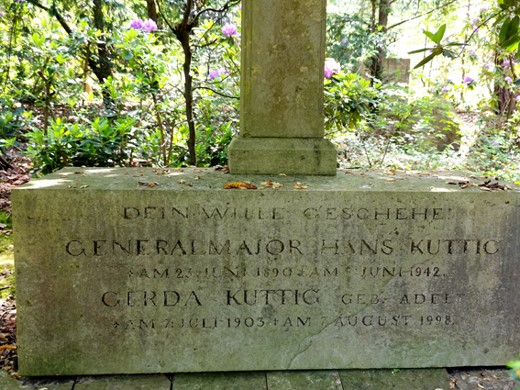 DEIN WILLE GESCHEHE!
GENERALMAJOR HANS KUTTIG
AM 23. JUNI 1890 AM JUNI 1942.
GERDA KUTTIG GEB.
AM 7. JULI 1903 AM 7. AUGUST 1998.